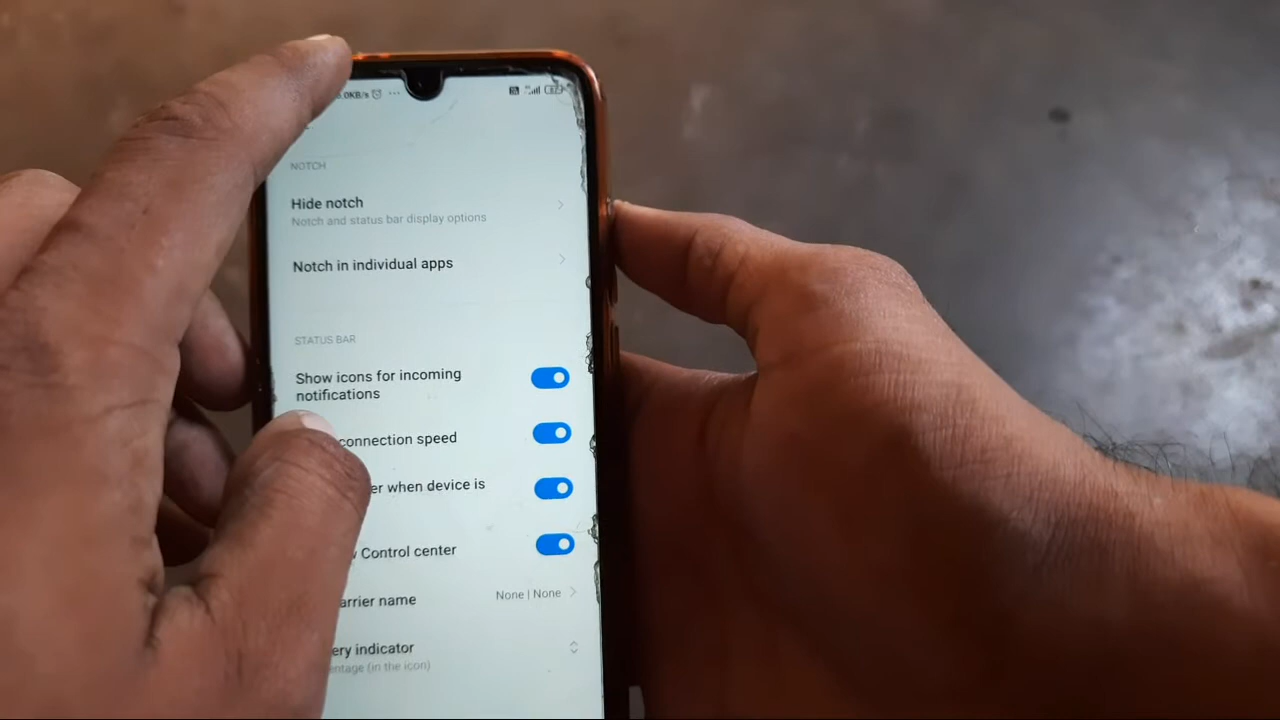 .0KB/s
NOTCH
Hide notch
Notch and status bar display options
Notch in individual apps
STATUS BAR
Show icons for incoming
notifications
connection speed
er when device is
Control center
arrier name
None | None
ery indicator
entage (in the icon)